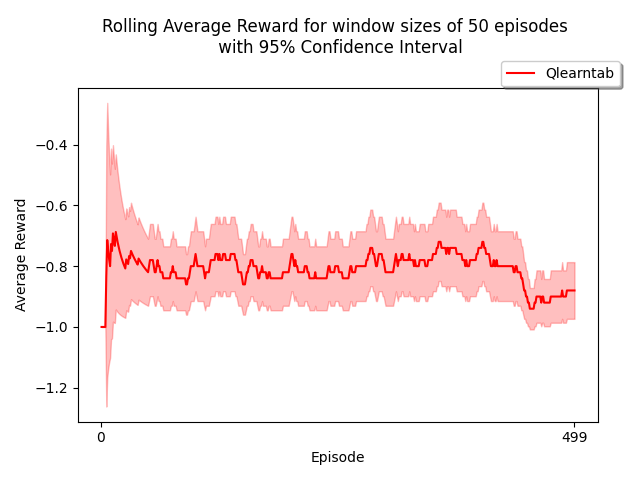 Rolling Average Reward for window sizes of 50 episodes
with 95% Confidence Interval
Qlearntab
−0.4
−0.6
−0.8
−1.0
−1.2
Average Reward
0
499
Episode